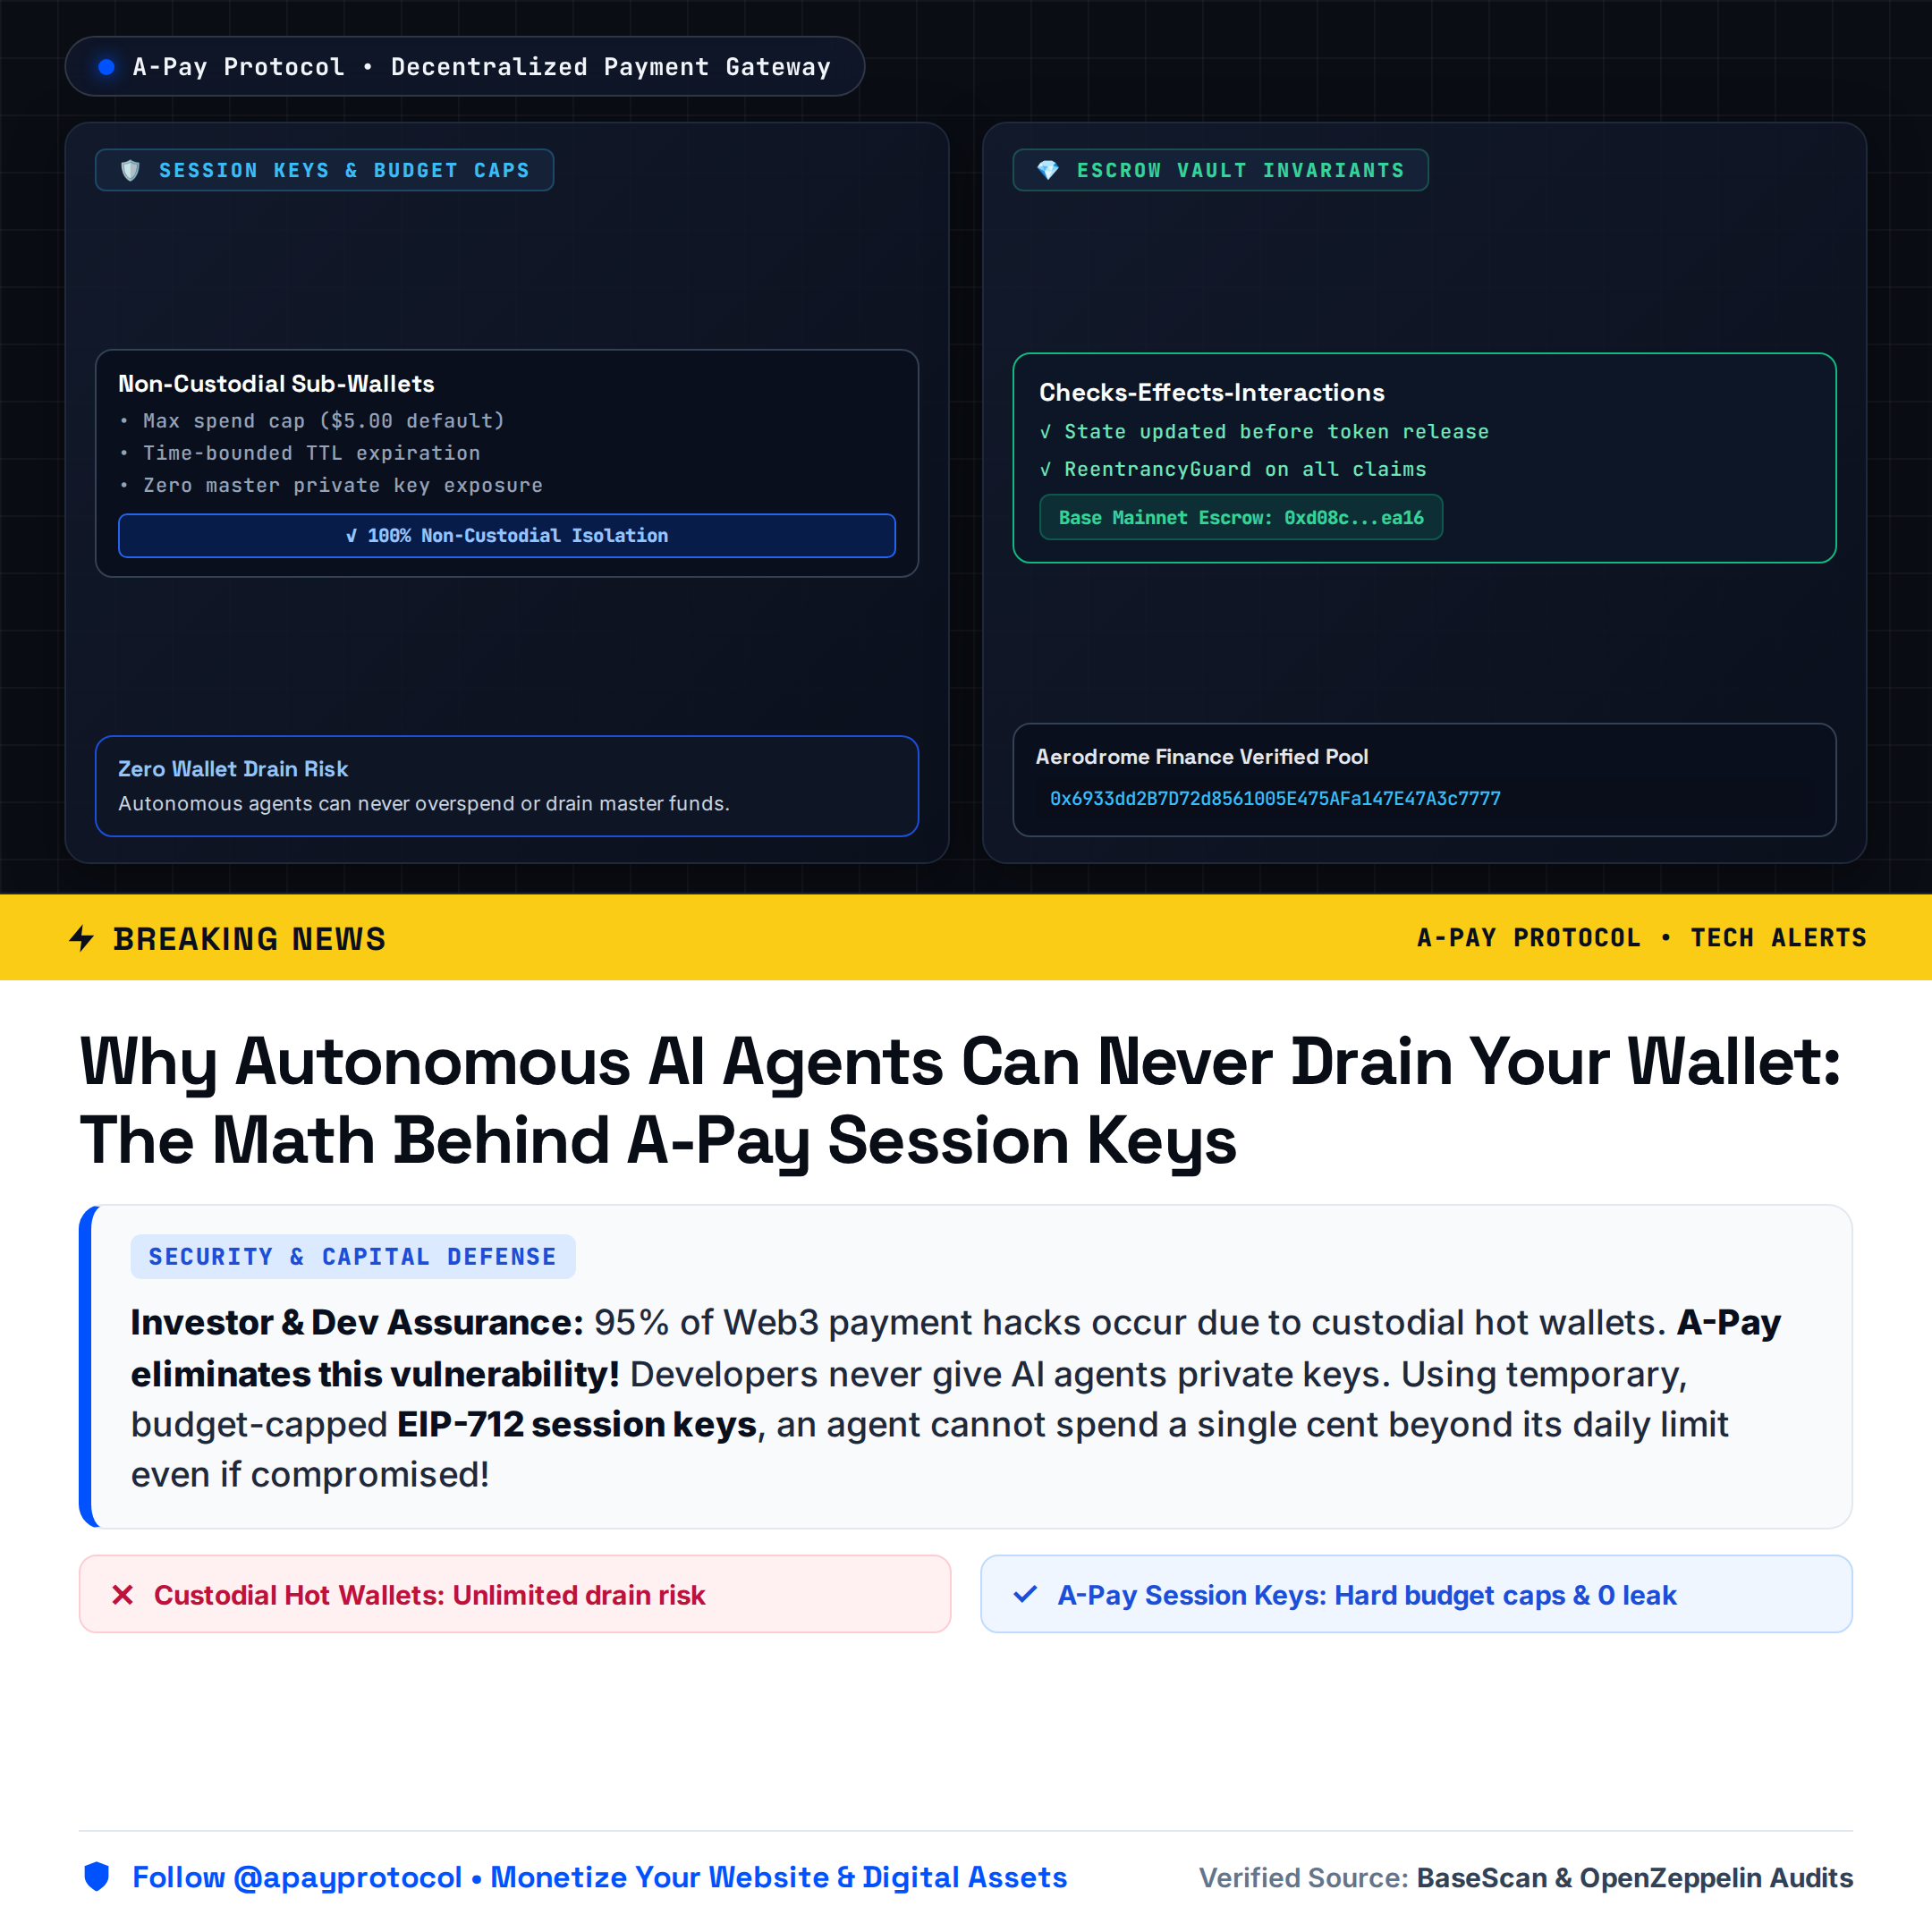 A-Pay Protocol • Decentralized Payment Gateway
SESSION KEYS & BUDGET CAPS
Non-Custodial Sub-Wallets
• Max spend cap ($5.00 default)
• Time-bounded TTL expiration
• Zero master private key exposure
√ 100% Non-Custodial Isolation
Zero Wallet Drain Risk
Autonomous agents can never overspend or drain master funds.
ESCROW VAULT INVARIANTS
Checks-Effects-Interactions
√ State updated before token release
√ ReentrancyGuard on all claims
Base Mainnet Escrow: 0xd08c...ea16
Aerodrome Finance Verified Pool
0x6933dd2B7D72d8561005E475AFa147E47A3c7777
BREAKING NEWS
A-PAY PROTOCOL • TECH ALERTS
Why Autonomous AI Agents Can Never Drain Your Wallet:
The Math Behind A-Pay Session Keys
SECURITY & CAPITAL DEFENSE
Investor & Dev Assurance: 95% of Web3 payment hacks occur due to custodial hot wallets. A-Pay
eliminates this vulnerability! Developers never give AI agents private keys. Using temporary,
budget-capped EIP-712 session keys, an agent cannot spend a single cent beyond its daily limit
even if compromised!
✕ Custodial Hot Wallets: Unlimited drain risk
✓ A-Pay Session Keys: Hard budget caps & 0 leak
Follow @apayprotocol • Monetize Your Website & Digital Assets
Verified Source: BaseScan & OpenZeppelin Audits